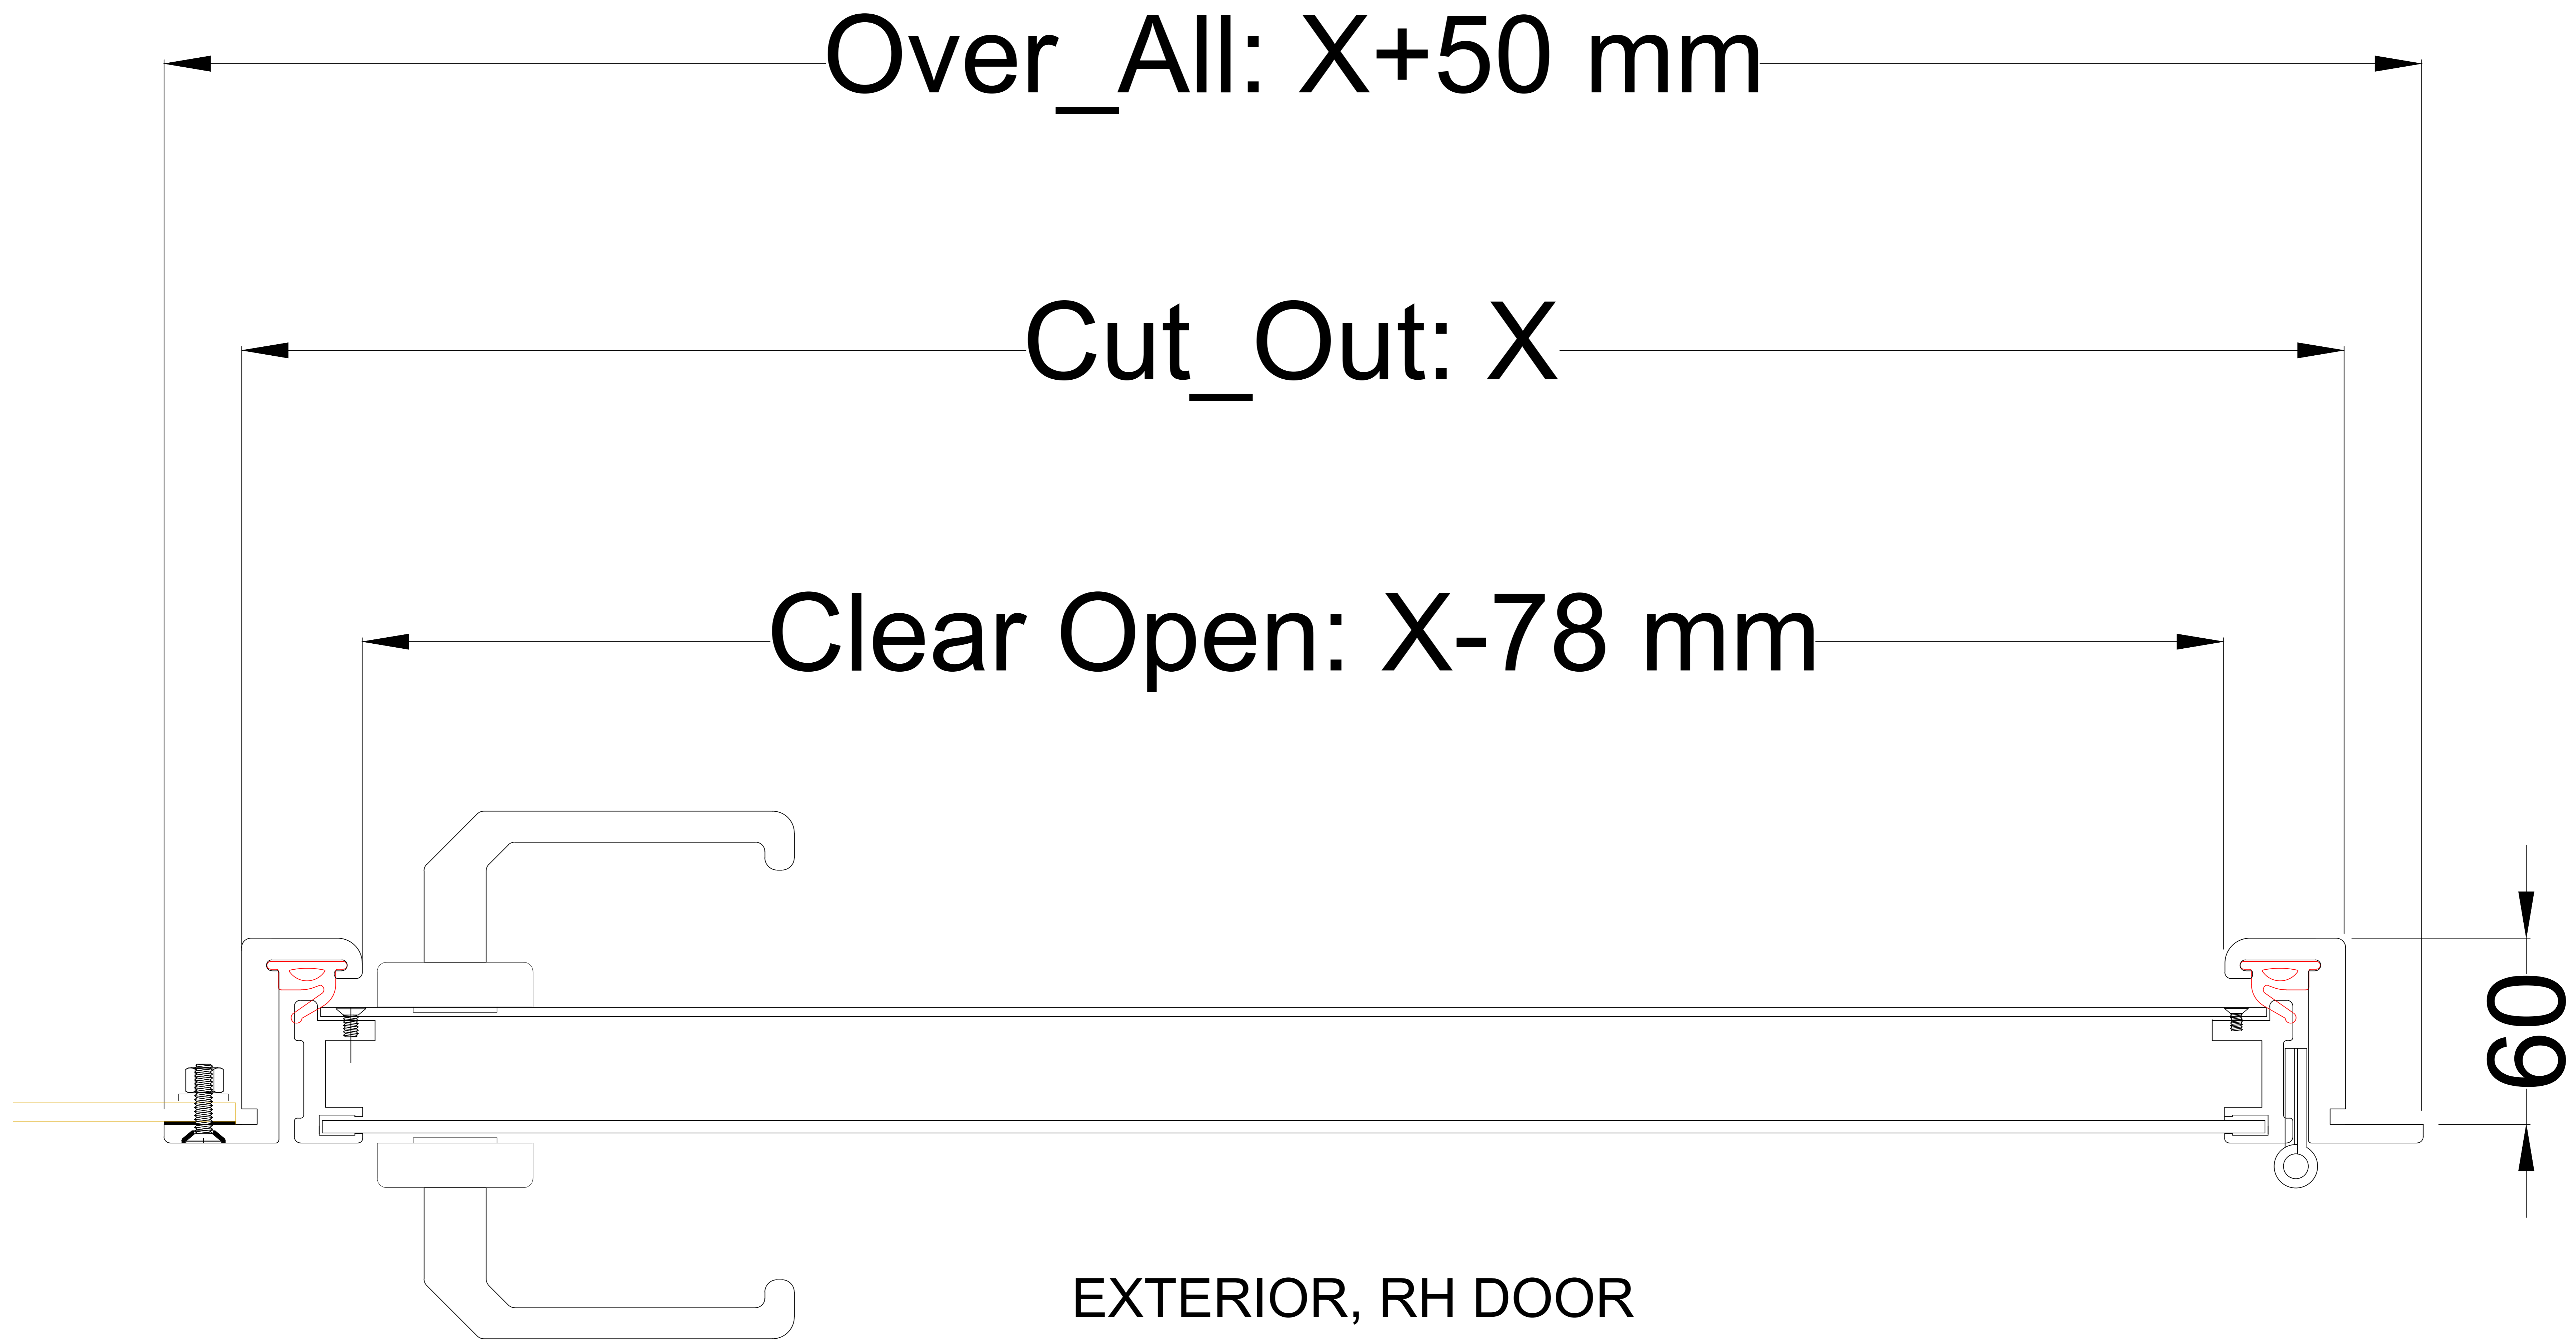 Over_All: X+50 mm
Cut_Out: X
Clear Open: X-78 mm
60
EXTERIOR, RH DOOR